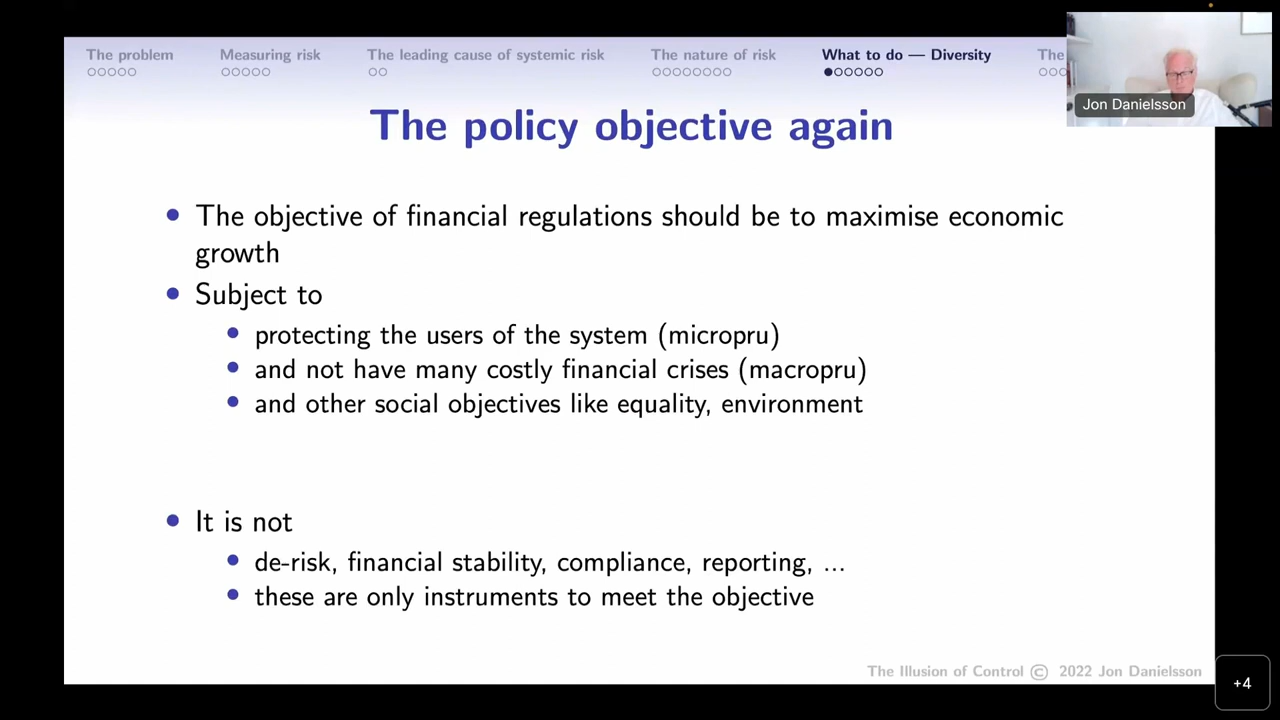 The problem
Measuring risk
The leading cause of systemic risk
The nature of risk
What to do — Diversity
The
Jon Danielsson
The policy objective again
The objective of financial regulations should be to maximise economic
growth
Subject to
protecting the users of the system (micropru)
and not have many costly financial crises (macropru)
and other social objectives like equality, environment
It is not
de-risk, financial stability, compliance, reporting, ...
these are only instruments to meet the objective
The Illusion of Control © 2022 Jon Danielsson
+4